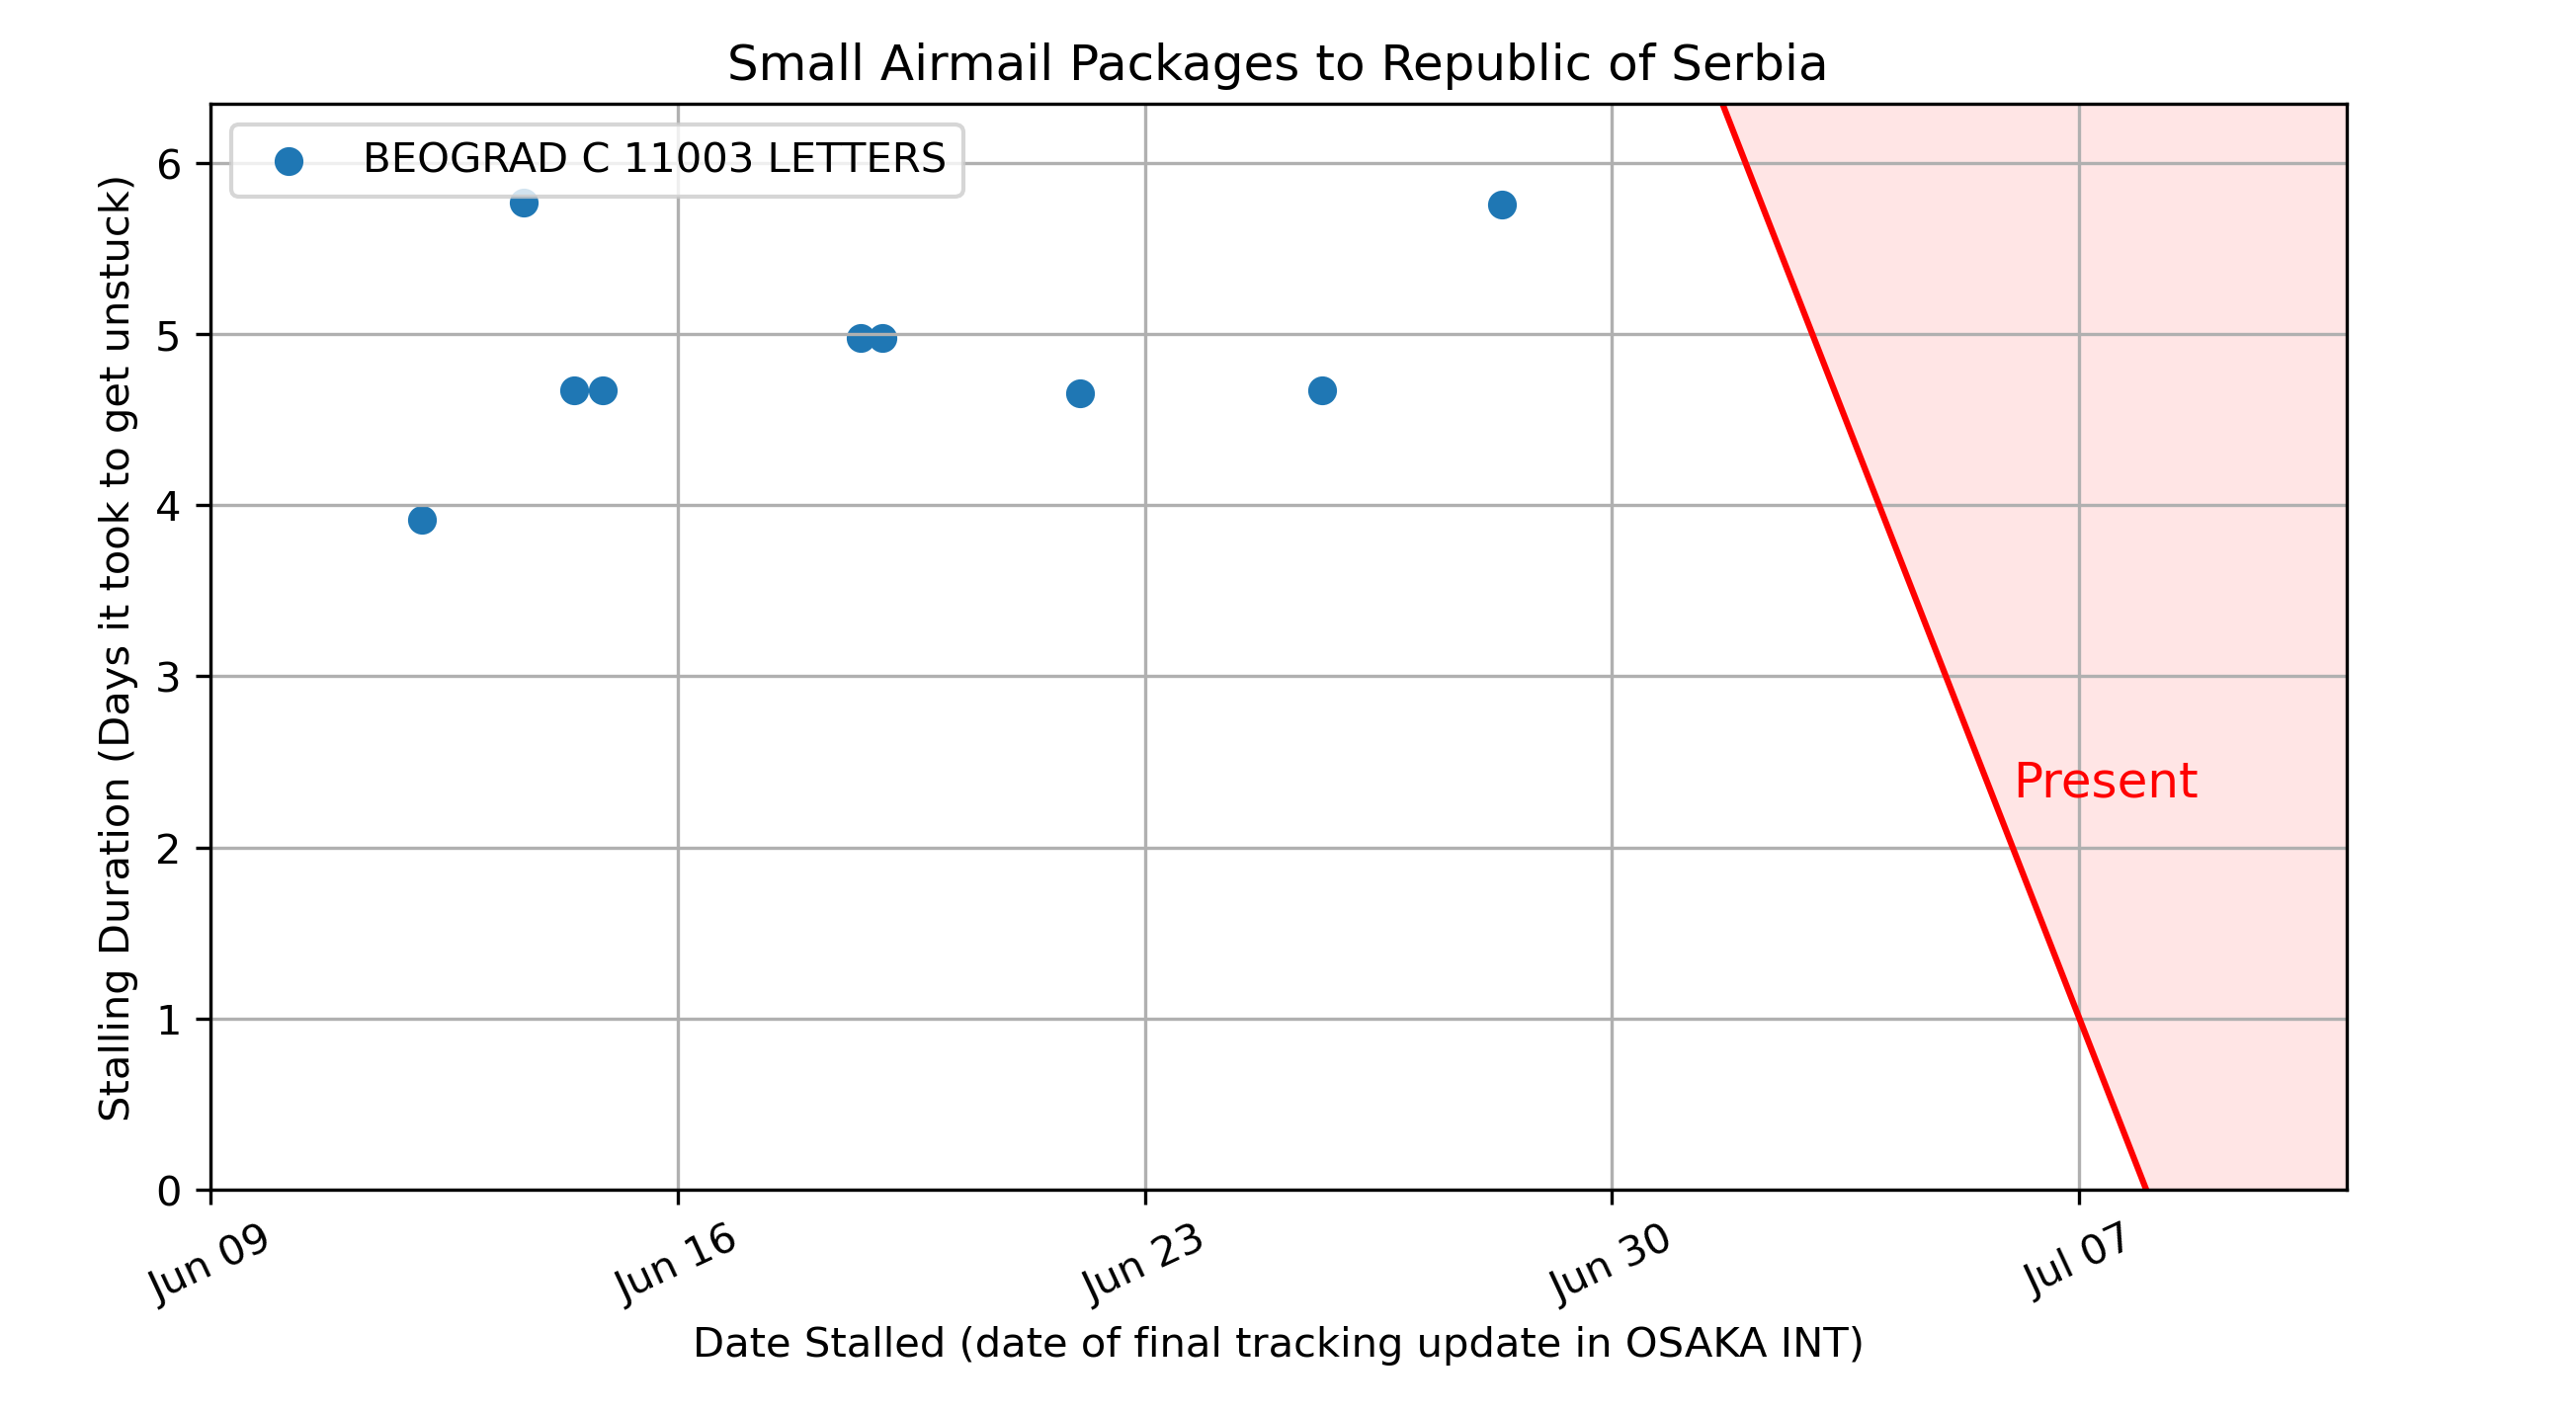 Small Airmail Packages to Republic of Serbia
BEOGRAD C 11003 LETTERS
Stalling Duration (Days it took to get unstuck)
6
5
4
3
2
1
0
Present
Jun 09
Jun 16
Jun 23
Jun 30
Jul 07
Date Stalled (date of final tracking update in OSAKA INT)